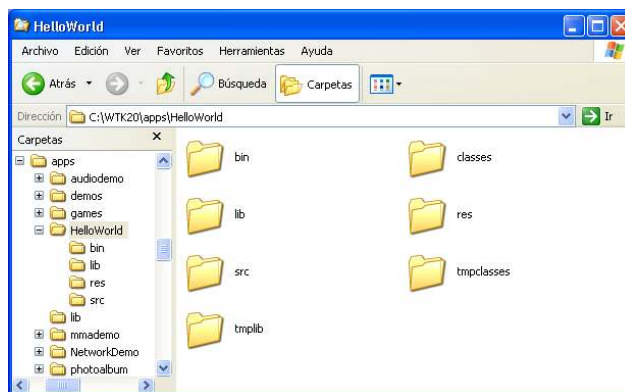 HelloWorld
Archivo Edición Ver Favoritos Herramientas Ayuda
Atrás Búsqueda Carpetas
Dirección C:\WTK20\apps\HelloWorld Ir
Carpetas
apps
audiodemo
demos
games
HelloWorld
bin
lib
res
src
lib
mmademo
NetworkDemo
photoalbum
bin classes
lib res
src tmpclasses
tmplib